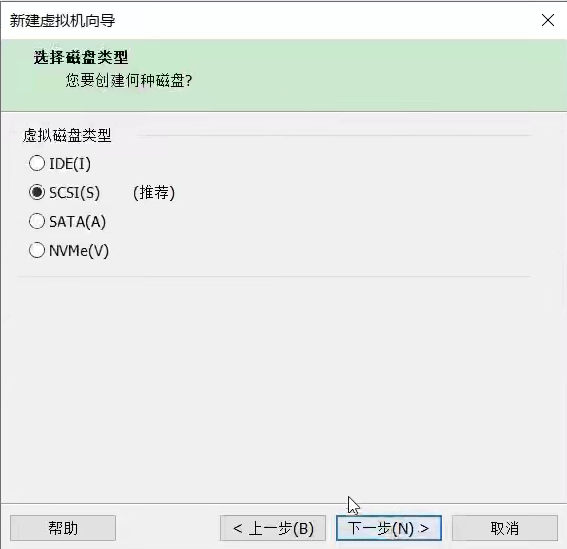 新建虚拟机向导
选择磁盘类型
您要创建何种磁盘?
虚拟磁盘类型
IDE(I)
SCSI(S) (推荐)
SATA(A)
NVMe(V)
帮助 < 上一步(B) 下一步(N) > 取消